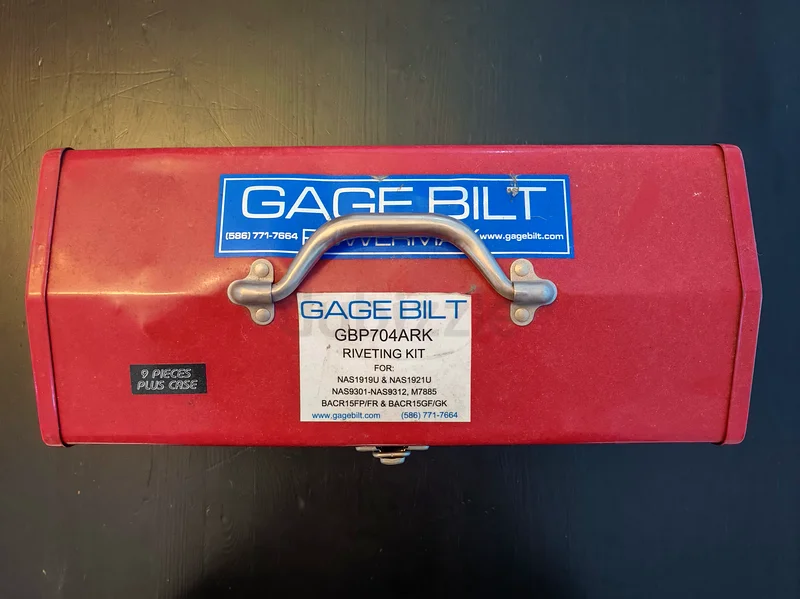 GAGE BILT
(586) 771-7664
www.gagebilt.com
GAGE BILT
GBP704ARK
RIVETING KIT
FOR:
NAS1919U & NAS1921U
NAS9301-NAS9312, M7885
BACR15FP/FR & BACR15GF/GK
www.gagebilt.com (586) 771-7664
9 PIECES
PLUS CASE